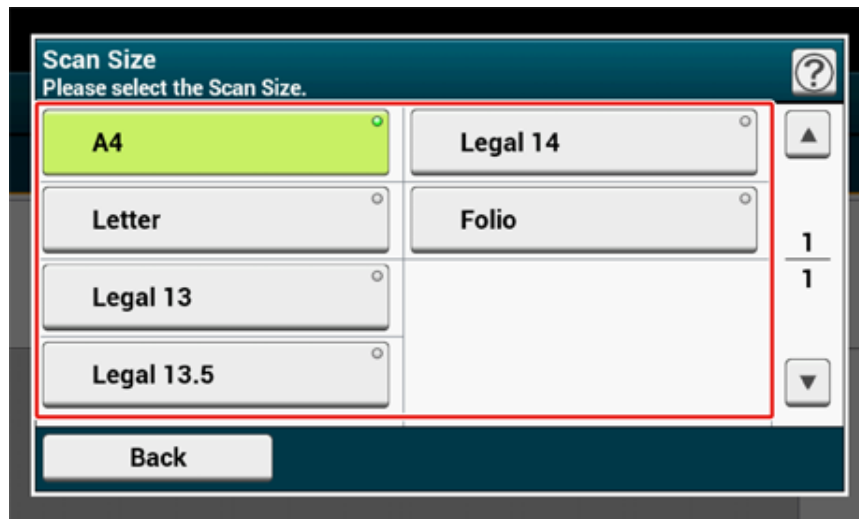 Scan Size
Please select the Scan Size.
?
A4
Legal 14
Letter
Folio
1
1
Legal 13
Legal 13.5
Back